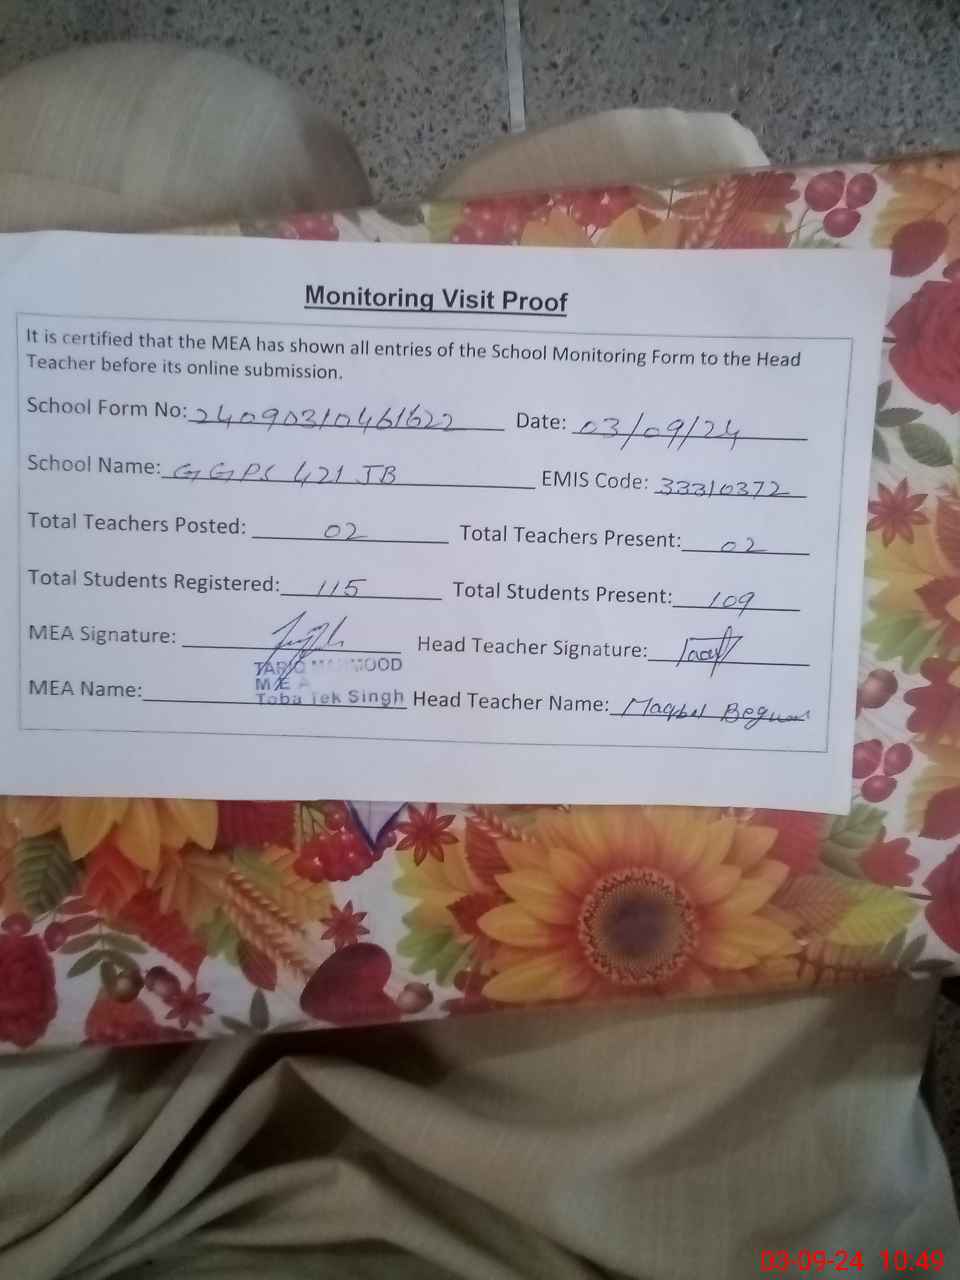 Monitoring Visit Proof
It is certified that the MEA has shown all entries of the School Monitoring Form to the Head
Teacher before its online submission.
School Form No: 24090310461622 Date: 03/09/24
School Name: GGPS 421 JB EMIS Code: 33310372
Total Teachers Posted: 02 Total Teachers Present: 02
Total Students Registered: 115 Total Students Present: 109
MEA Signature: Head Teacher Signature:
TARIQ MAHMOOD
MEA
Toba Tek Singh
MEA Name: Head Teacher Name: Maqbul Begum
03-09-24 10:49